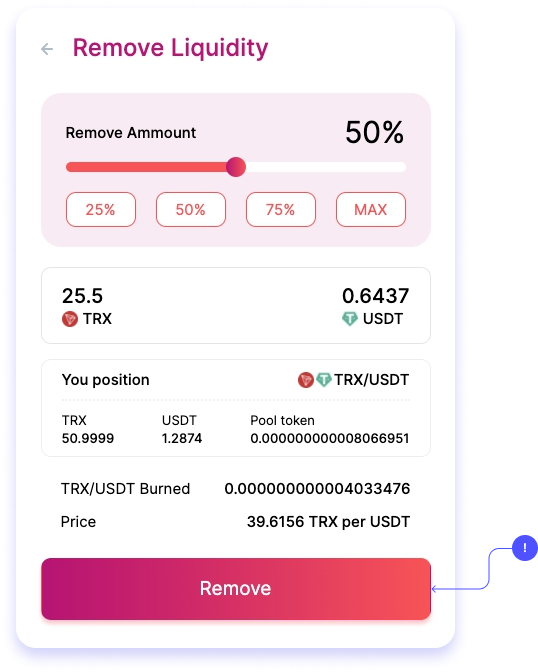 Remove Liquidity
Remove Ammount 50%
25% 50% 75% MAX
25.5 0.6437
TRX USDT
You position TRX/USDT
TRX USDT Pool token
50.9999 1.2874 0.000000000008066951
TRX/USDT Burned 0.000000000004033476
Price 39.6156 TRX per USDT
Remove
!